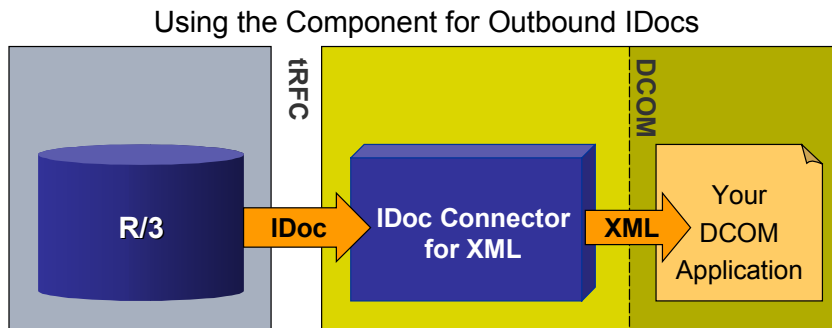 Using the Component for Outbound IDocs
tRFC
DCOM
R/3
IDoc
IDoc Connector
for XML
XML
Your
DCOM
Application